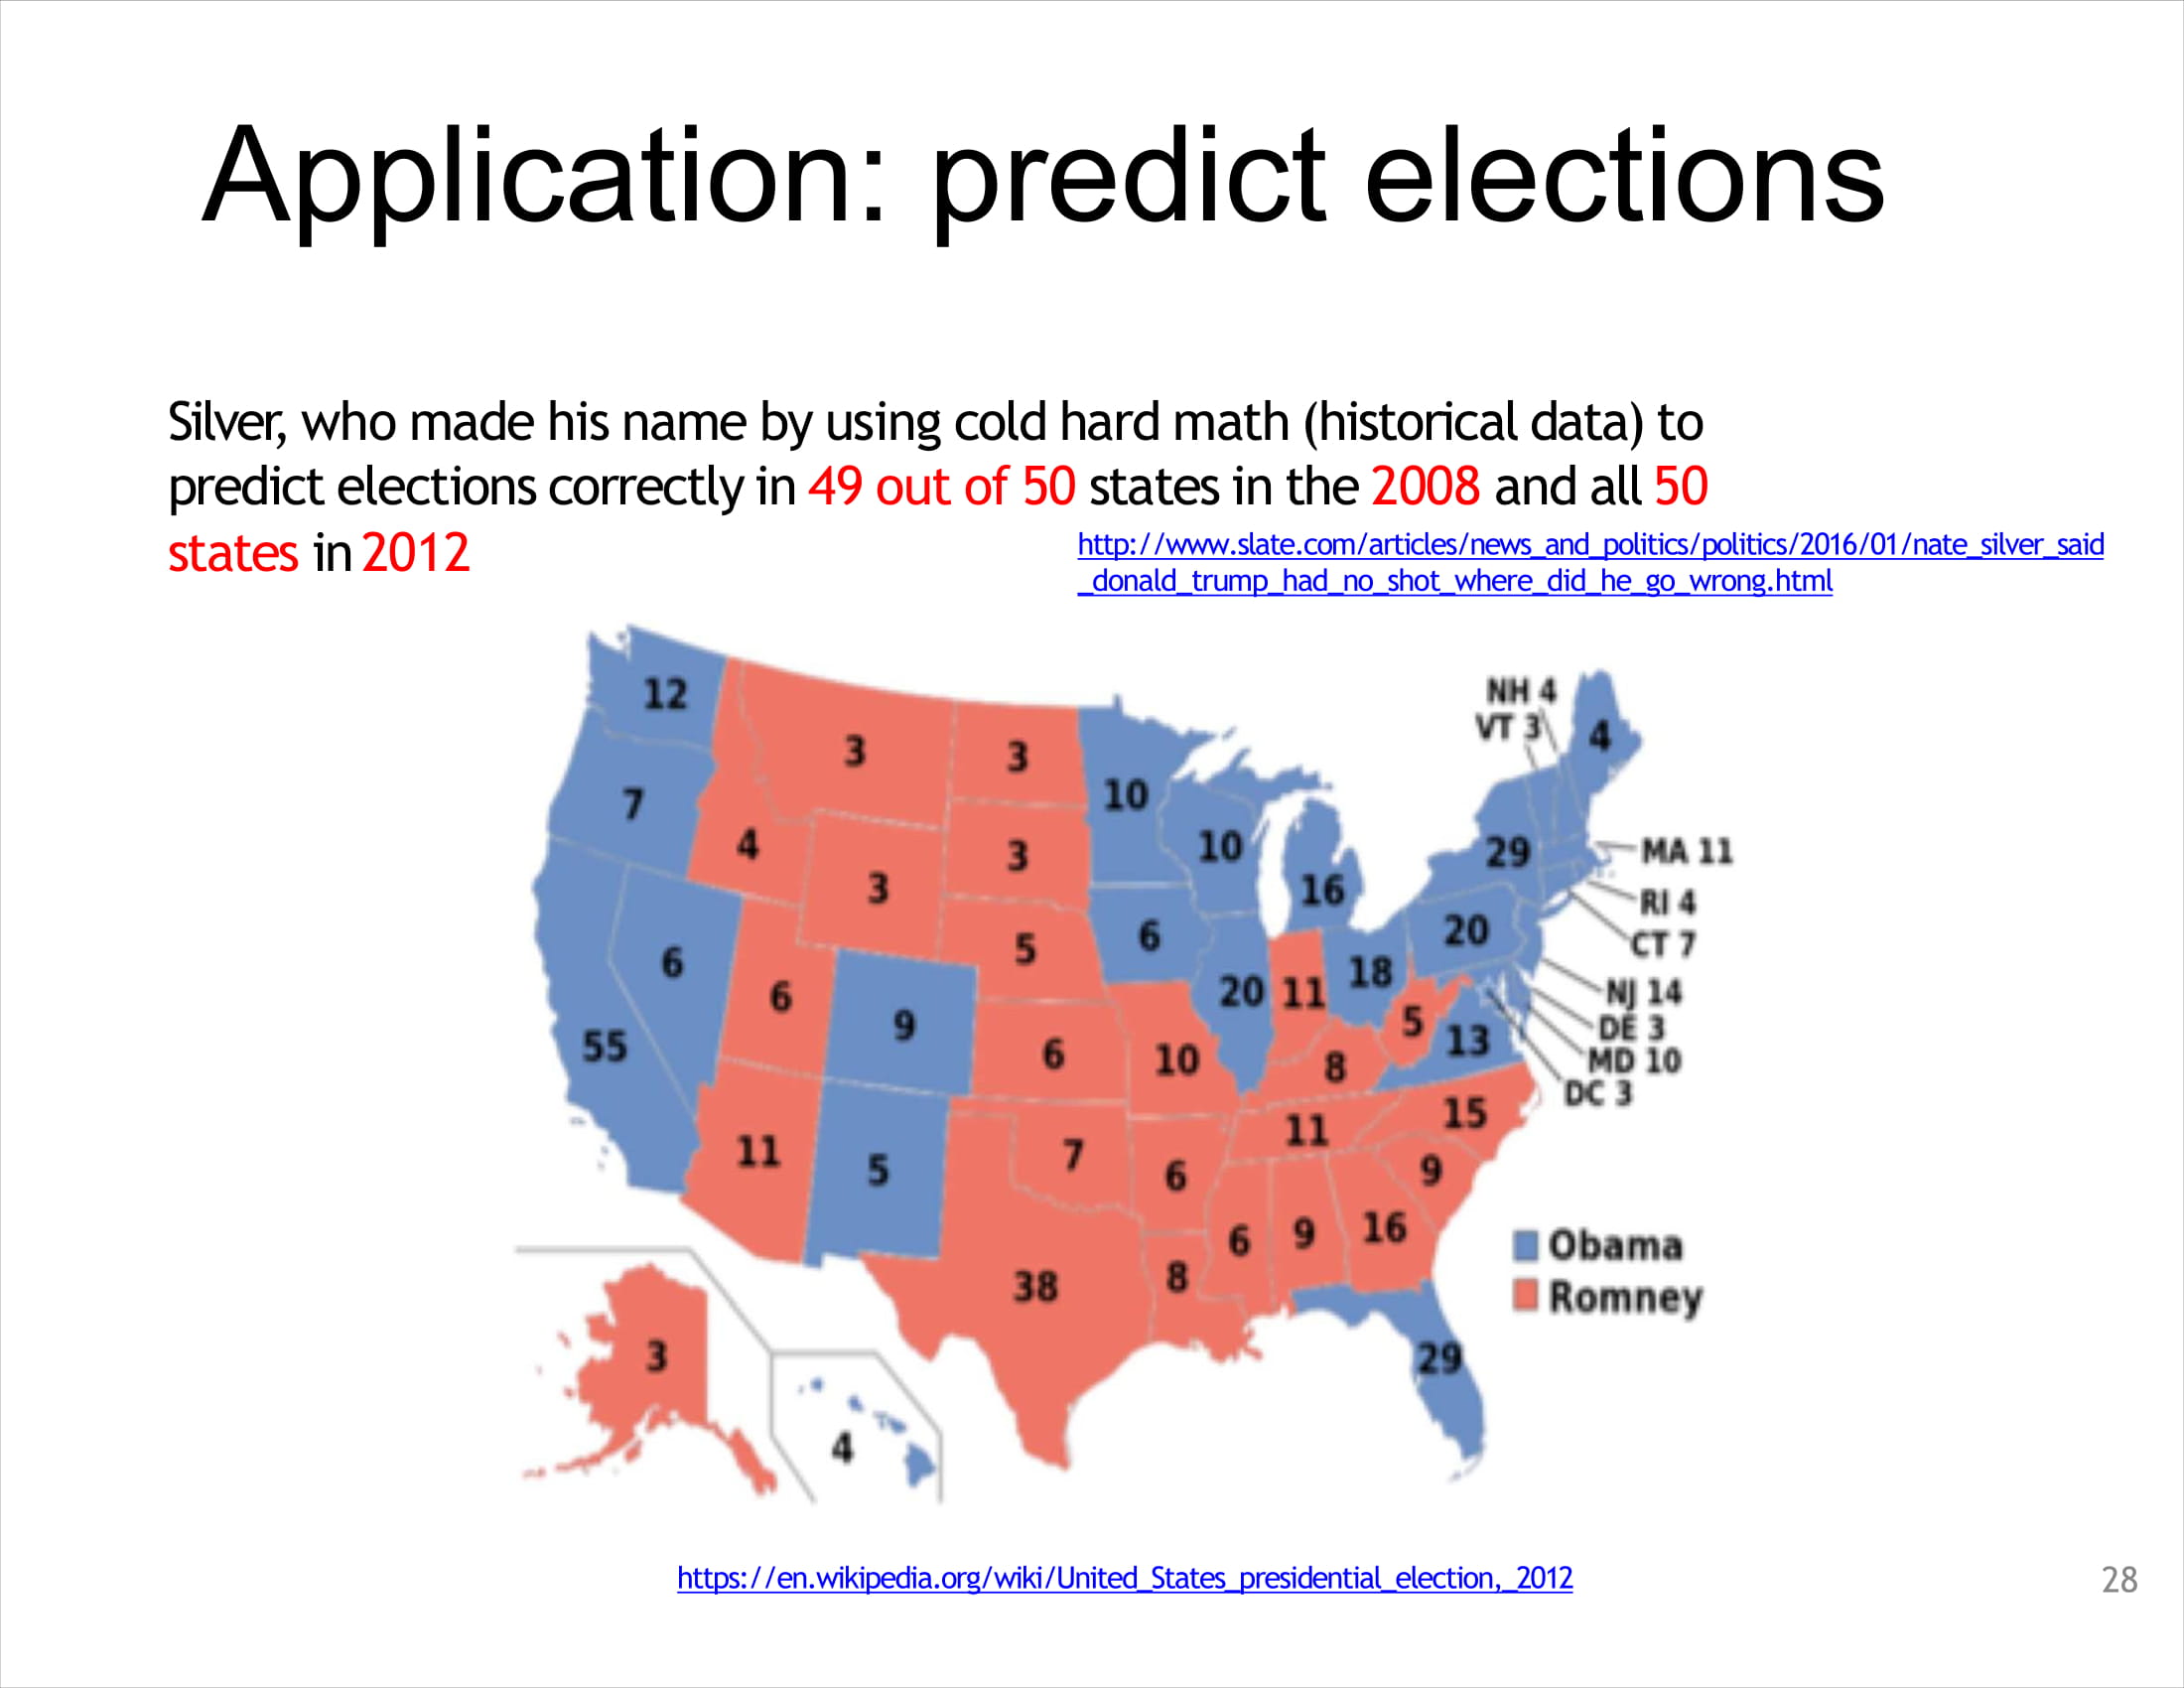 Application: predict elections
Silver, who made his name by using cold hard math (historical data) to
predict elections correctly in 49 out of 50 states in the 2008 and all 50
states in 2012
http://www.slate.com/articles/news_and_politics/politics/2016/01/nate_silver_said
_donald_trump_had_no_shot_where_did_he_go_wrong.html
12
NH 4
VT 3
4
3
3
7
10
4
10
29
MA 11
3
3
16
RI 4
5
6
20
CT 7
6
6
9
20
11
18
NJ 14
5
DE 3
13
55
6
10
8
MD 10
DC 3
15
11
11
7
5
6
9
6
9
16
Obama
38
8
Romney
3
29
4
https://en.wikipedia.org/wiki/United_States_presidential_election,_2012
28